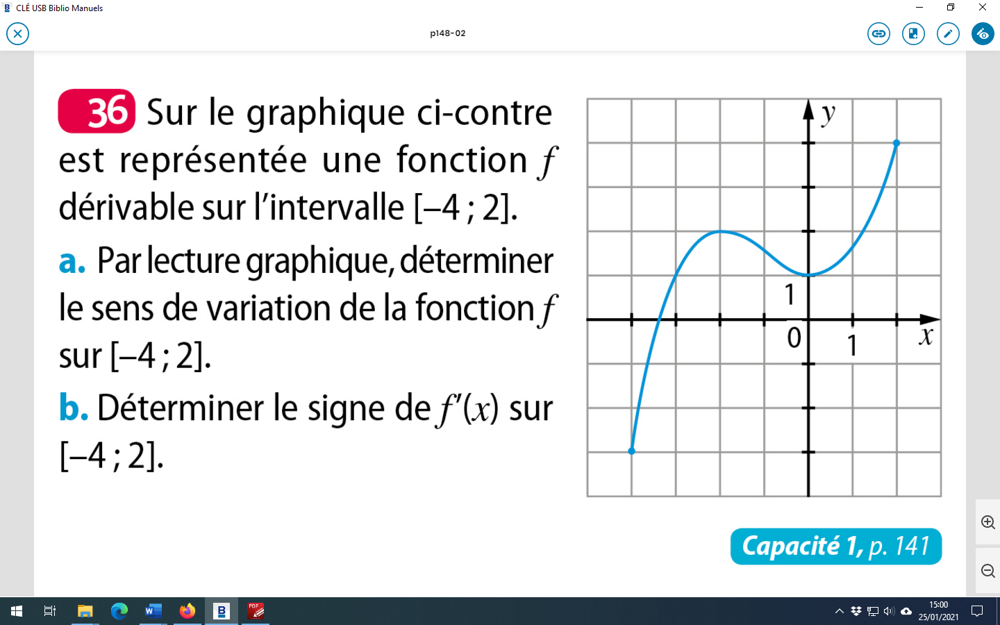 CLÉ USB Biblio Manuels
p148-02
36 Sur le graphique ci-contre
est représentée une fonction f
dérivable sur l'intervalle [–4 ; 2].
a. Par lecture graphique, déterminer
le sens de variation de la fonction f
sur [–4 ; 2].
b. Déterminer le signe de f′(x) sur
[–4 ; 2].
y
1
0
1
x
Capacité 1, p. 141
15:00
25/01/2021